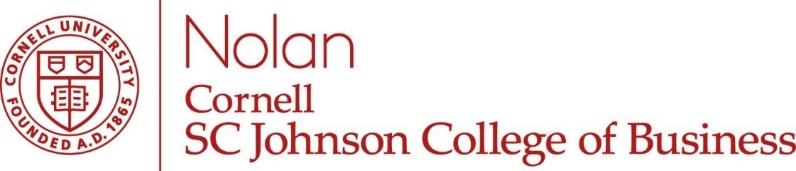 CORNELL UNIVERSITY
FOUNDED A.D. 1865
Nolan
Cornell
SC Johnson College of Business